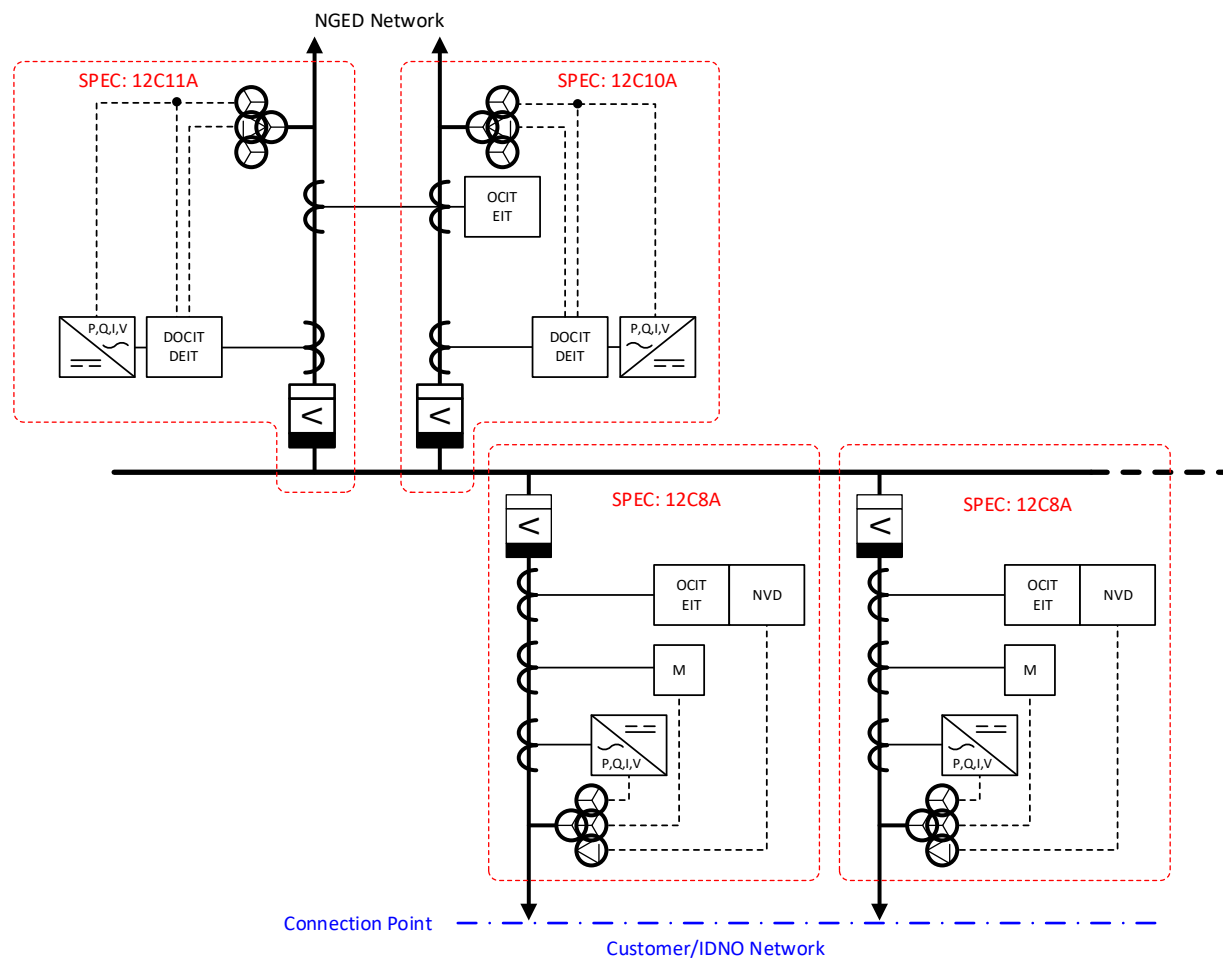 NGED Network
SPEC: 12C11A
SPEC: 12C10A
OCIT
EIT
P,Q,I,V
DOCIT
DEIT
DOCIT
DEIT
P,Q,I,V
V
V
SPEC: 12C8A
SPEC: 12C8A
V
V
OCIT
EIT
NVD
OCIT
EIT
NVD
M
M
P,Q,I,V
P,Q,I,V
Connection Point
Customer/IDNO Network